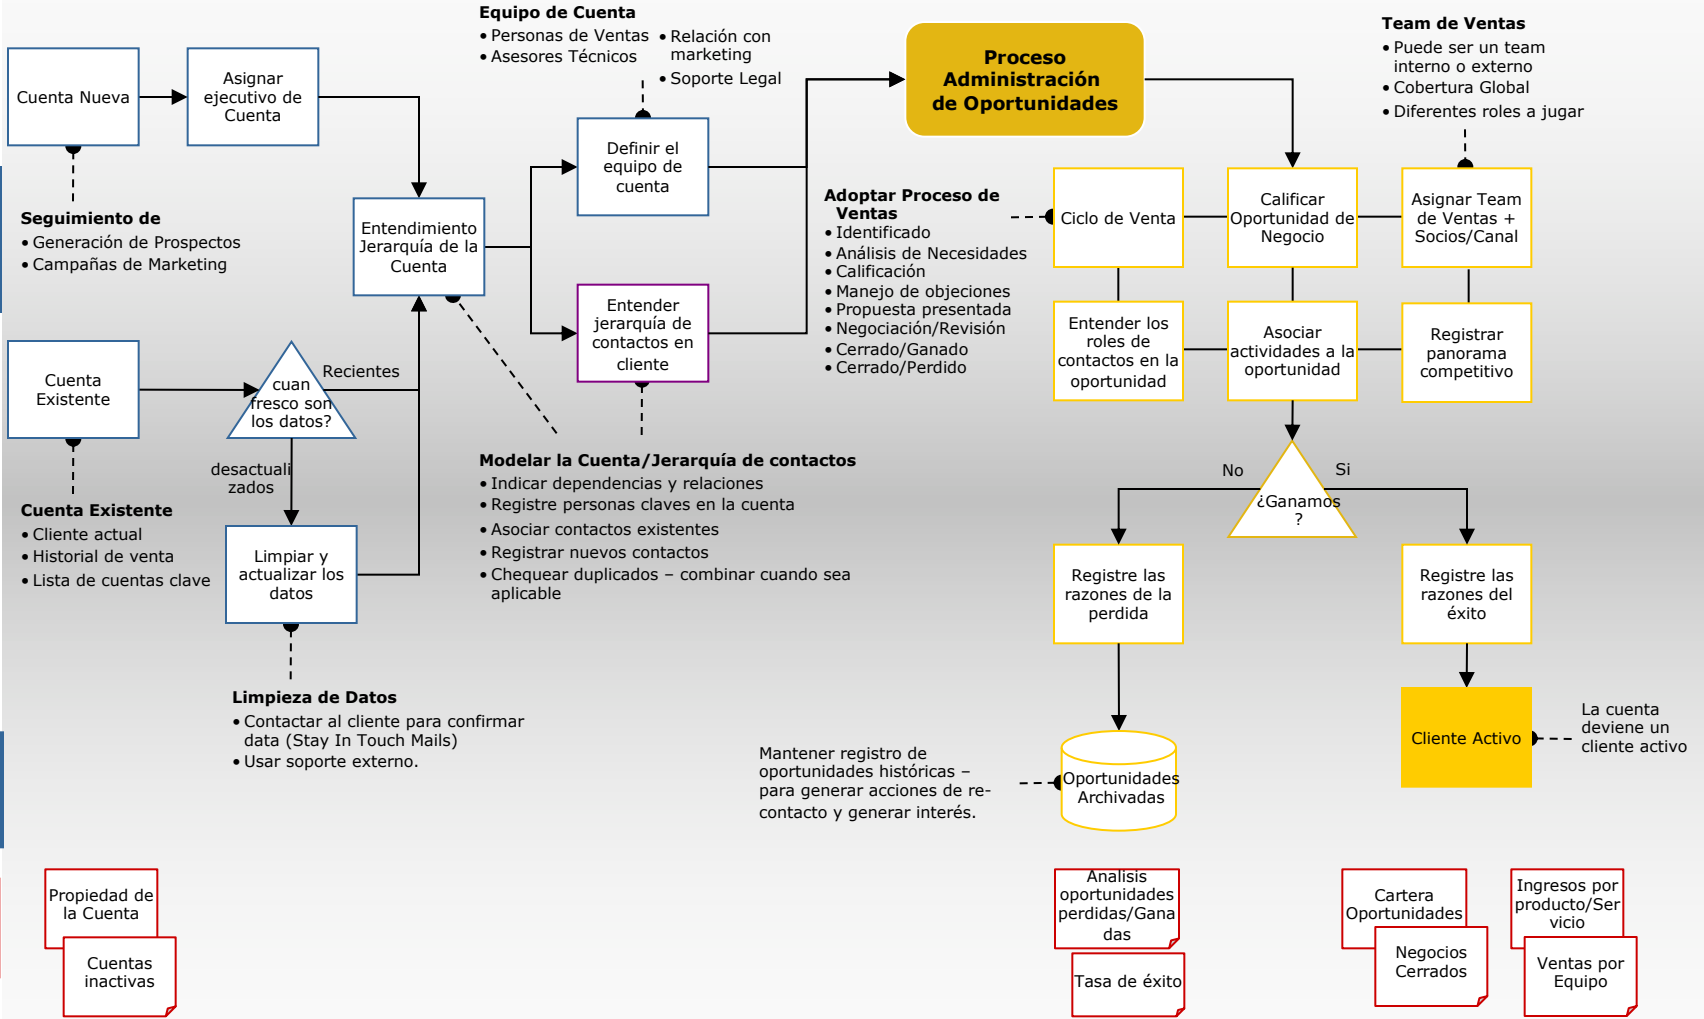 Equipo de Cuenta
• Personas de Ventas
• Asesores Técnicos
• Relación con
marketing
• Soporte Legal
Team de Ventas
• Puede ser un team
interno o externo
• Cobertura Global
• Diferentes roles a jugar
Cuenta Nueva
Asignar
ejecutivo de
Cuenta
Proceso
Administración
de Oportunidades
Definir el
equipo de
cuenta
Seguimiento de
• Generación de Prospectos
• Campañas de Marketing
Entendimiento
Jerarquía de la
Cuenta
Adoptar Proceso de
Ventas
• Identificado
• Análisis de Necesidades
• Calificación
• Manejo de objeciones
• Propuesta presentada
• Negociación/Revisión
• Cerrado/Ganado
• Cerrado/Perdido
Ciclo de Venta
Calificar
Oportunidad de
Negocio
Asignar Team
de Ventas +
Socios/Canal
Entender
jerarquía de
contactos en
cliente
Entender los
roles de
contactos en la
oportunidad
Asociar
actividades a la
oportunidad
Registrar
panorama
competitivo
Cuenta
Existente
cuan
fresco son
los datos?
Recientes
desactuali
zados
Cuenta Existente
• Cliente actual
• Historial de venta
• Lista de cuentas clave
Limpiar y
actualizar los
datos
Modelar la Cuenta/Jerarquía de contactos
• Indicar dependencias y relaciones
• Registre personas claves en la cuenta
• Asociar contactos existentes
• Registrar nuevos contactos
• Chequear duplicados – combinar cuando sea
aplicable
No
Si
¿Ganamos
?
Registre las
razones de la
perdida
Registre las
razones del
éxito
Limpieza de Datos
• Contactar al cliente para confirmar
data (Stay In Touch Mails)
• Usar soporte externo.
Mantener registro de
oportunidades históricas –
para generar acciones de re-
contacto y generar interés.
Oportunidades
Archivadas
Cliente Activo
La cuenta
deviene un
cliente activo
Propiedad de
la Cuenta
Cuentas
inactivas
Analisis
oportunidades
perdidas/Gana
das
Tasa de éxito
Cartera
Oportunidades
Negocios
Cerrados
Ingresos por
producto/Ser
vicio
Ventas por
Equipo